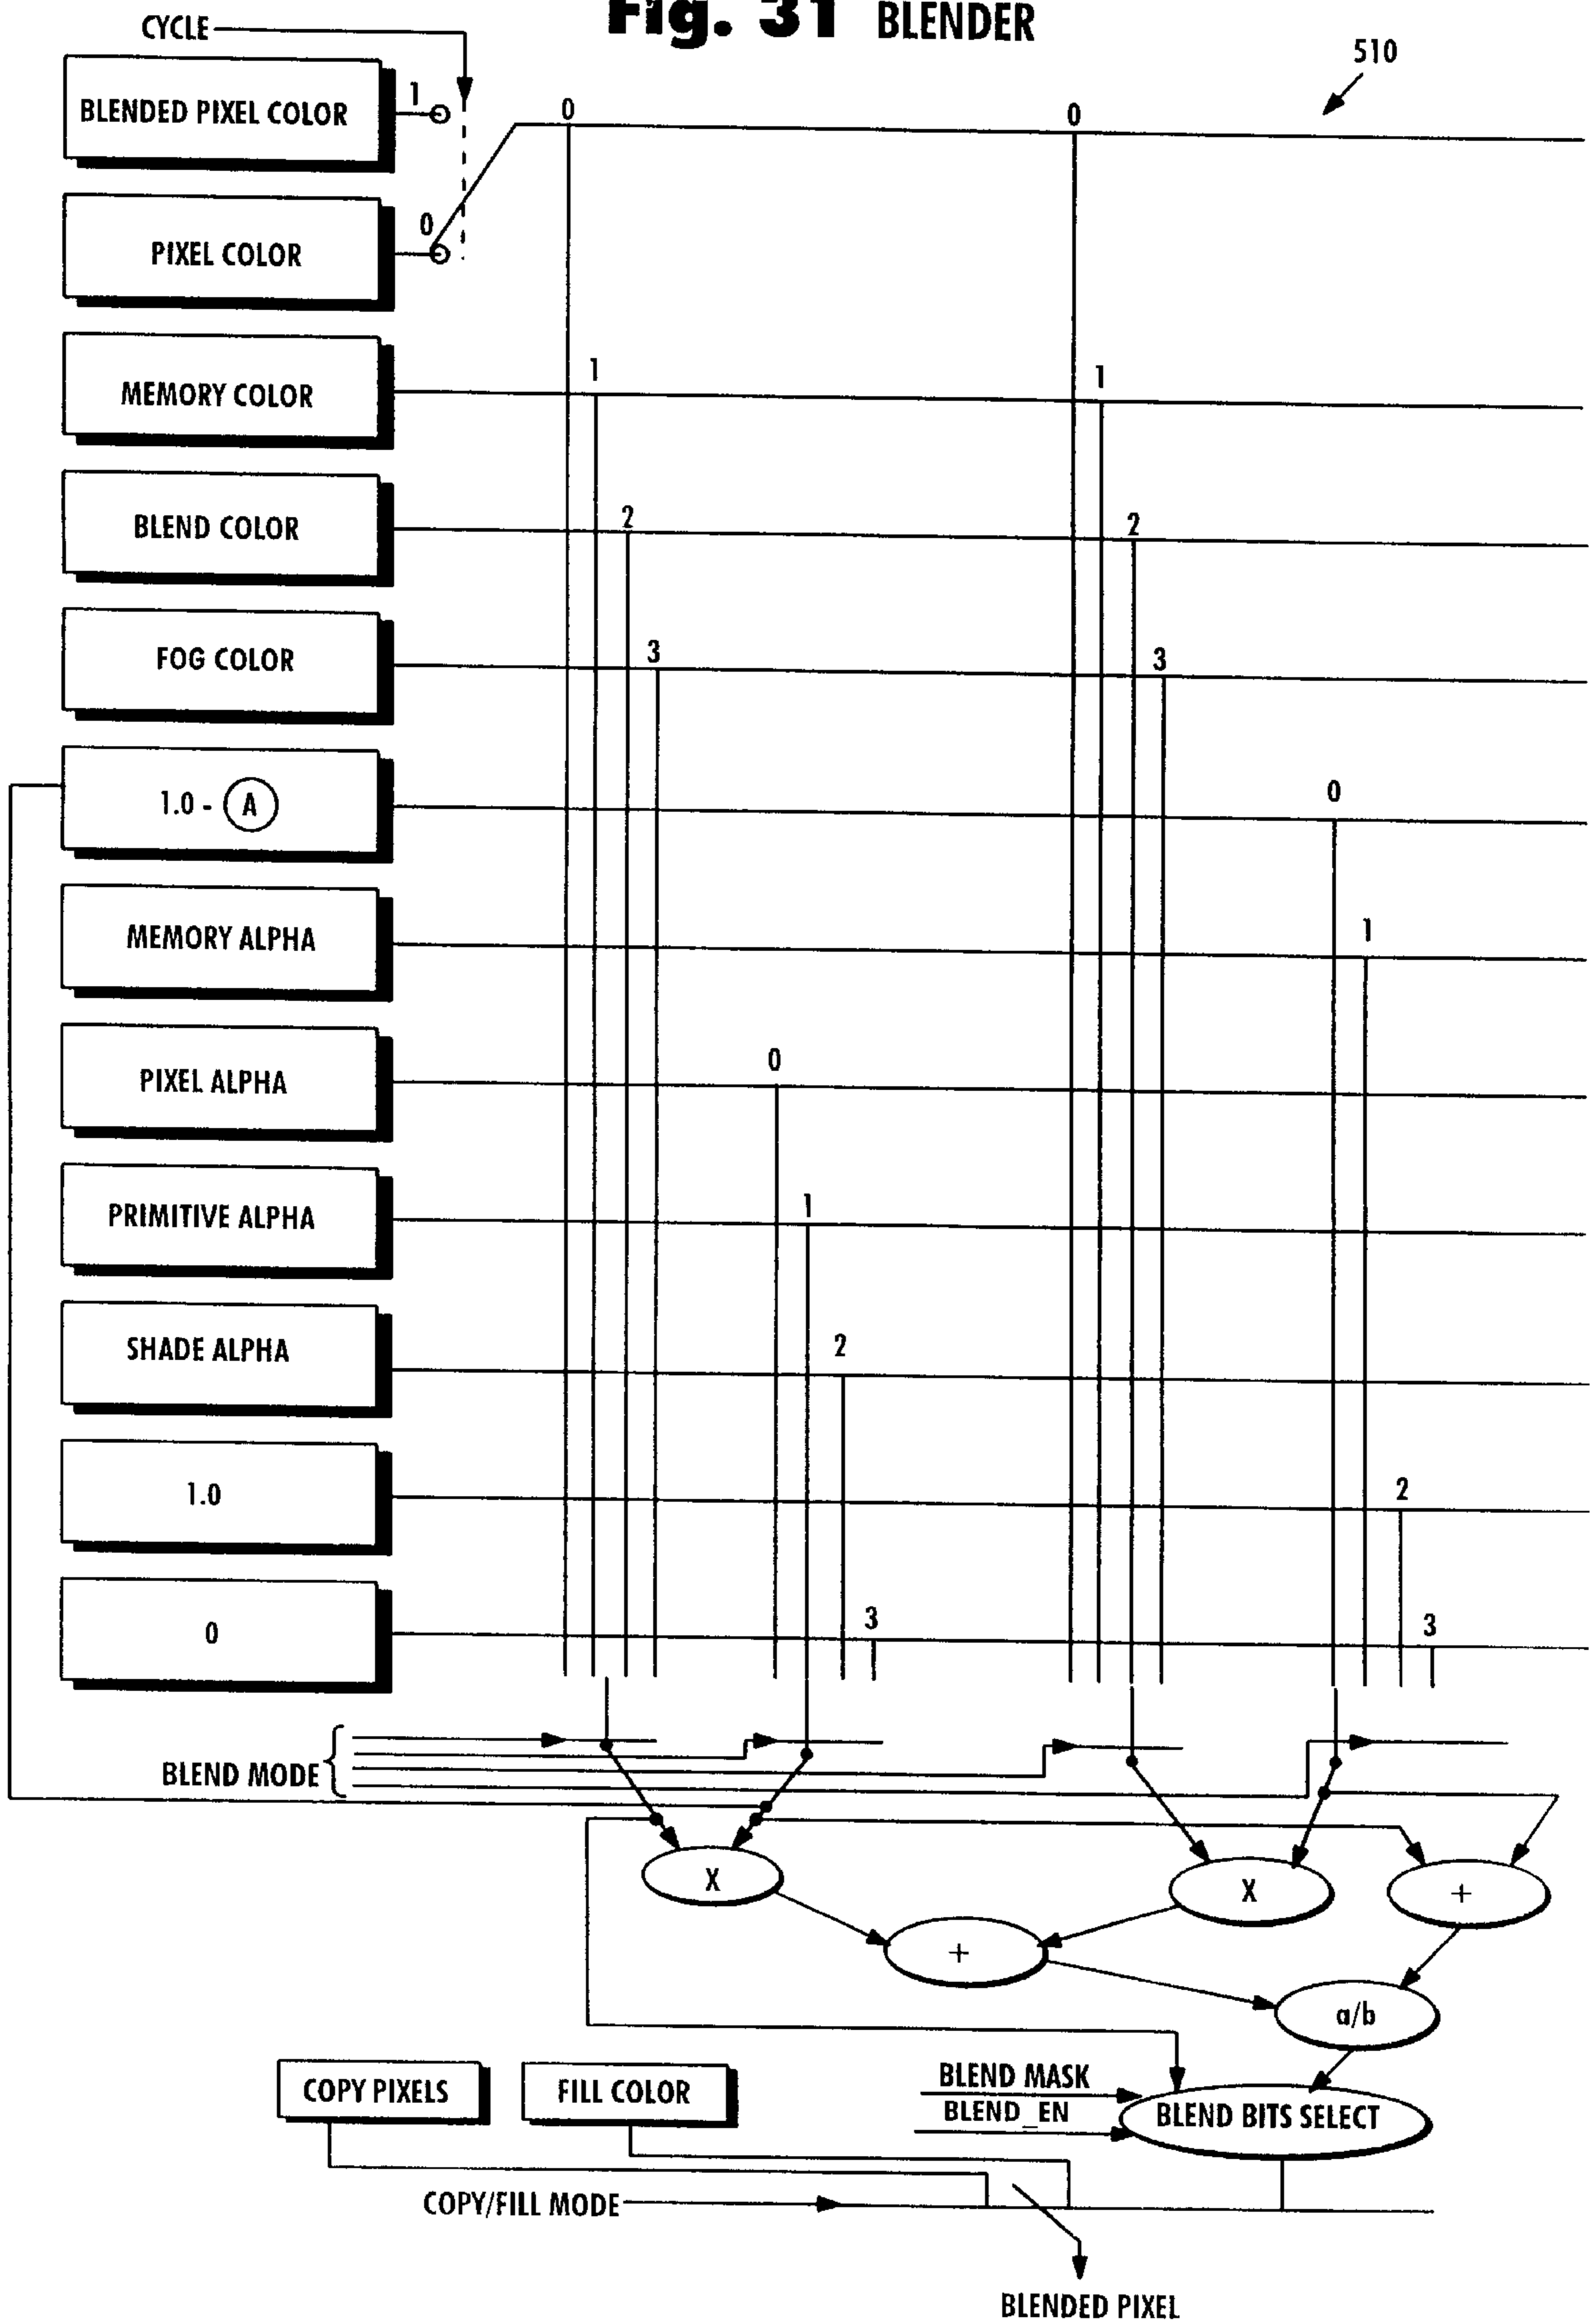 Fig. 31 BLENDER
CYCLE
510
BLENDED PIXEL COLOR
1
0
0
PIXEL COLOR
0
MEMORY COLOR
1
1
BLEND COLOR
2
2
FOG COLOR
3
3
1.0 - A
0
MEMORY ALPHA
1
PIXEL ALPHA
0
PRIMITIVE ALPHA
1
SHADE ALPHA
2
1.0
2
0
3
3
BLEND MODE
X
X
+
+
a/b
COPY PIXELS
FILL COLOR
BLEND MASK
BLEND_EN
BLEND BITS SELECT
COPY/FILL MODE
BLENDED PIXEL